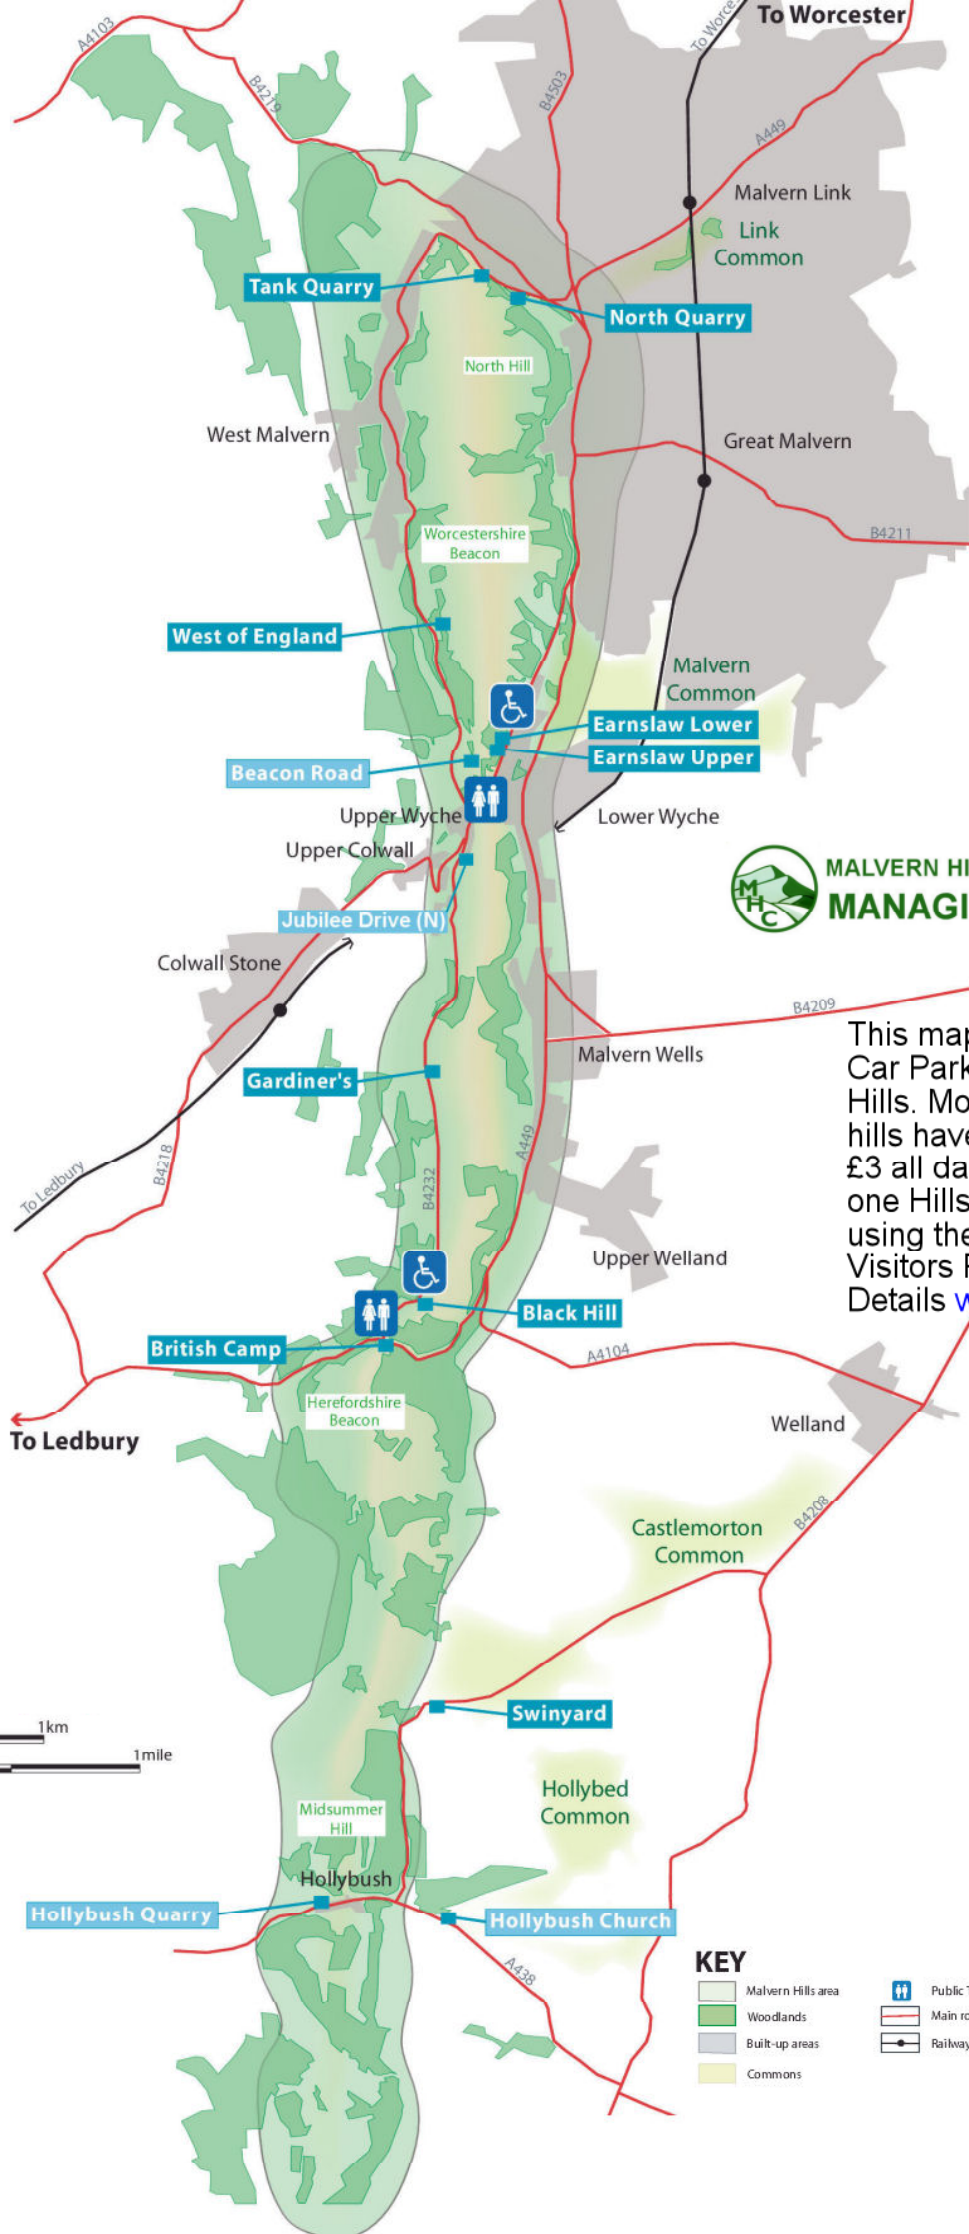 To Worcester
To Worces
A4103
B4219
B4503
A449
Malvern Link
Link
Common
Tank Quarry
North Quarry
North Hill
West Malvern
Great Malvern
B4211
Worcestershire
Beacon
West of England
Malvern
Common
Earnslaw Lower
Earnslaw Upper
Beacon Road
Upper Wyche
Lower Wyche
Upper Colwall
MALVERN HI
MANAGI
M
H
C
Jubilee Drive (N)
Colwall Stone
B4209
This map
Car Park
Hills. Mo
hills have
£3 all da
one Hills
using the
Visitors P
Details w
Malvern Wells
Gardiner's
A449
B4218
B4232
To Ledbury
Upper Welland
Black Hill
British Camp
A4104
Herefordshire
Beacon
To Ledbury
Welland
B4208
Castlemorton
Common
Swinyard
1km
1mile
Hollybed
Common
Midsummer
Hill
Hollybush
Hollybush Quarry
Hollybush Church
A438
KEY
Malvern Hills area
Public T
Woodlands
Main ro
Built-up areas
Railway
Commons